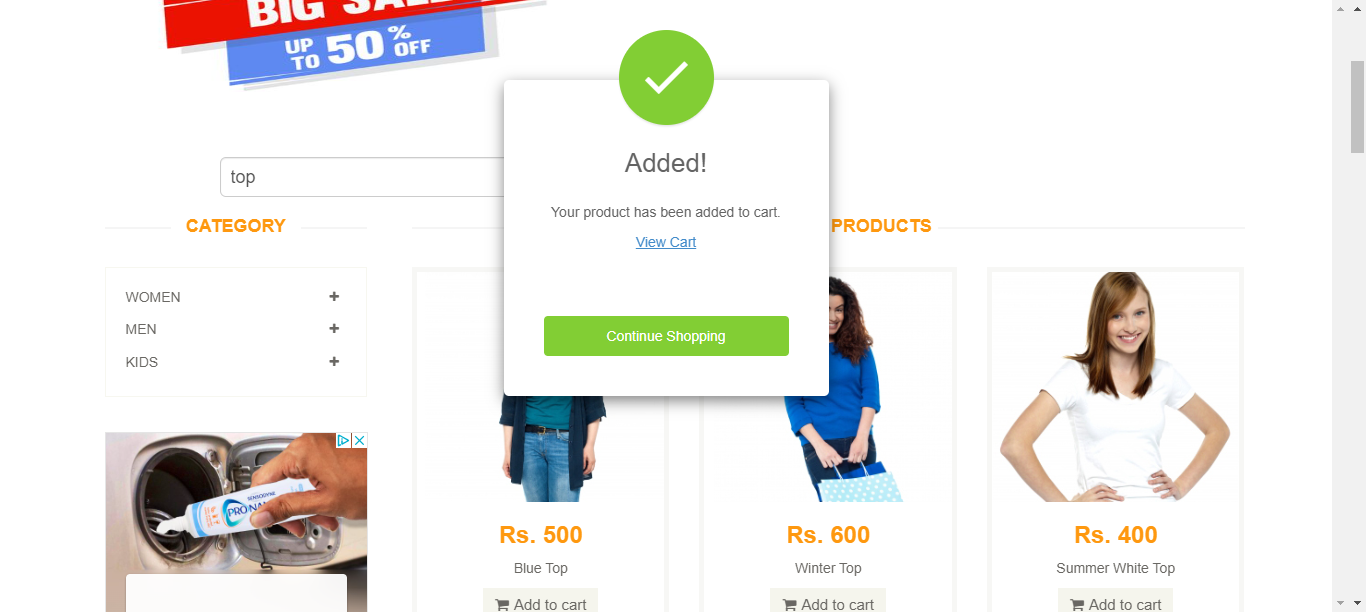 BIG SALE
UP TO 50% OFF
Added!
top
Your product has been added to cart.
CATEGORY
PRODUCTS
View Cart
WOMEN
MEN
KIDS
Continue Shopping
SENSODYNE
Rs. 500
Rs. 600
Rs. 400
Blue Top
Winter Top
Summer White Top
Add to cart
Add to cart
Add to cart